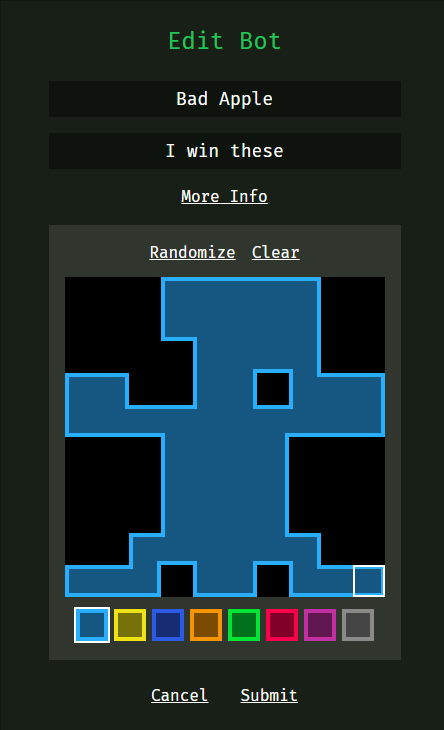 Edit Bot
Bad Apple
I win these
More Info
Randomize Clear
Cancel Submit